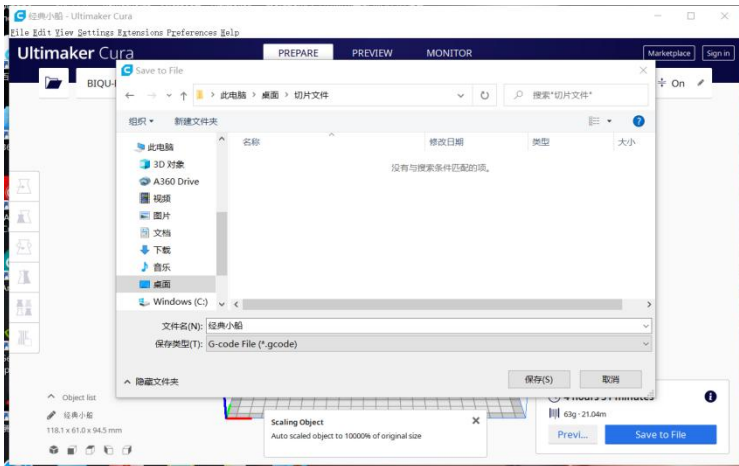 经典小船 - Ultimaker Cura
File Edit View Settings Extensions Preferences Help
Ultimaker Cura
PREPARE
PREVIEW
MONITOR
Marketplace
Sign in
BIQU-
On
Save to File
此电脑 > 桌面 > 切片文件
搜索"切片文件"
组织
新建文件夹
名称
修改日期
类型
大小
没有与搜索条件匹配的项。
此电脑
3D 对象
A360 Drive
视频
图片
文档
下载
音乐
桌面
Windows (C:)
文件名(N): 经典小船
保存类型(T): G-code File (*.gcode)
隐藏文件夹
保存(S)
取消
Object list
经典小船
118.1 x 61.0 x 94.5 mm
Scaling Object
Auto scaled object to 10000% of original size
63g · 21.04m
Previ...
Save to File